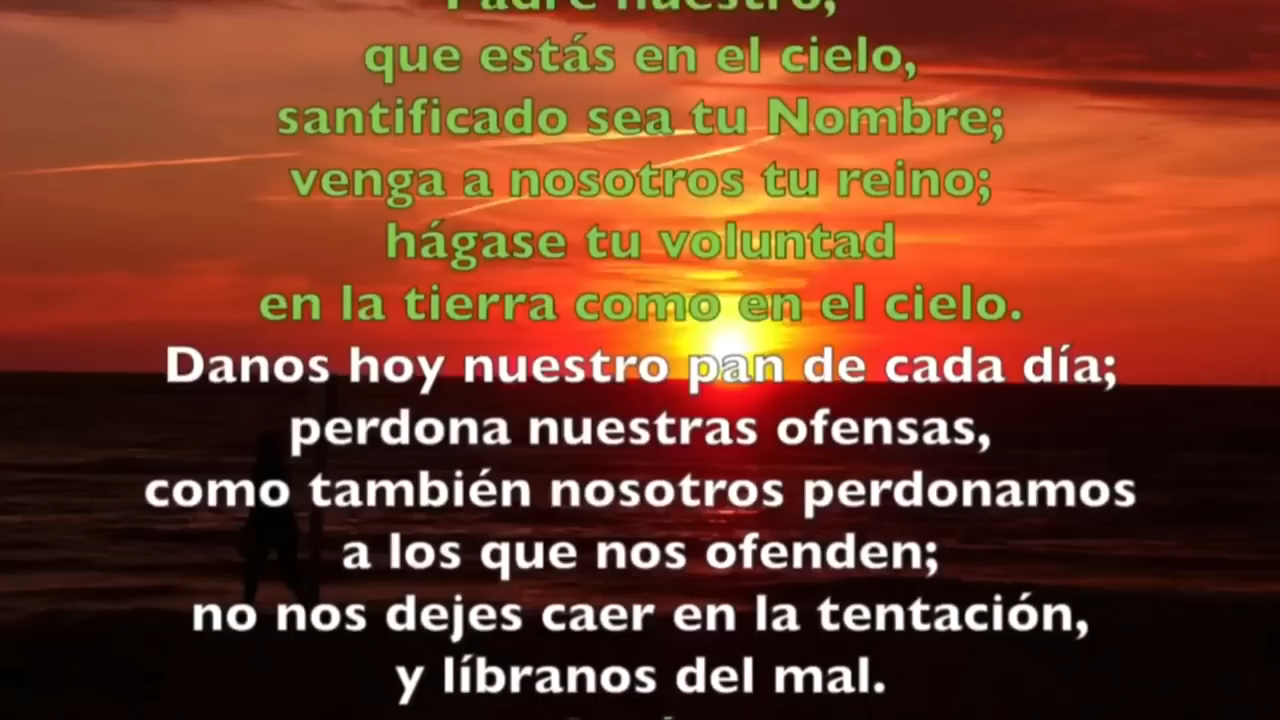 Padre nuestro,
que estás en el cielo,
santificado sea tu Nombre;
venga a nosotros tu reino;
hágase tu voluntad
en la tierra como en el cielo.
Danos hoy nuestro pan de cada día;
perdona nuestras ofensas,
como también nosotros perdonamos
a los que nos ofenden;
no nos dejes caer en la tentación,
y líbranos del mal.